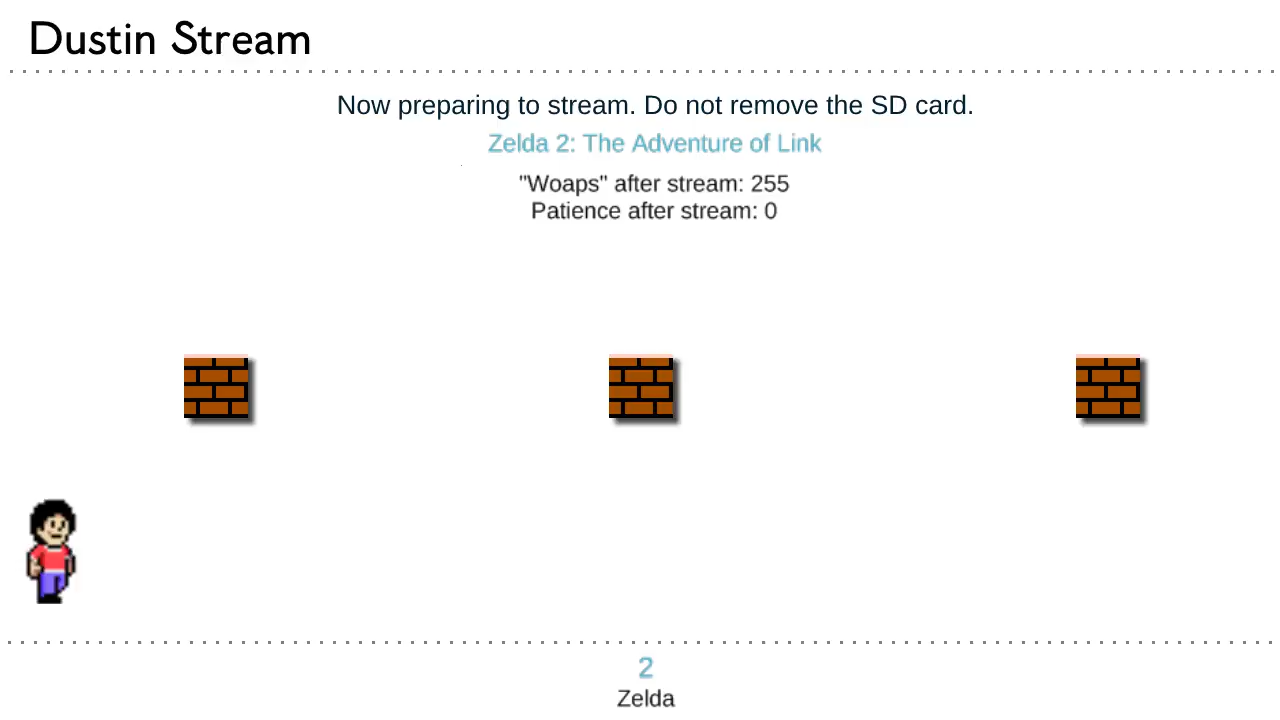 Dustin Stream
Now preparing to stream. Do not remove the SD card.
Zelda 2: The Adventure of Link
"Woaps" after stream: 255
Patience after stream: 0
2
Zelda